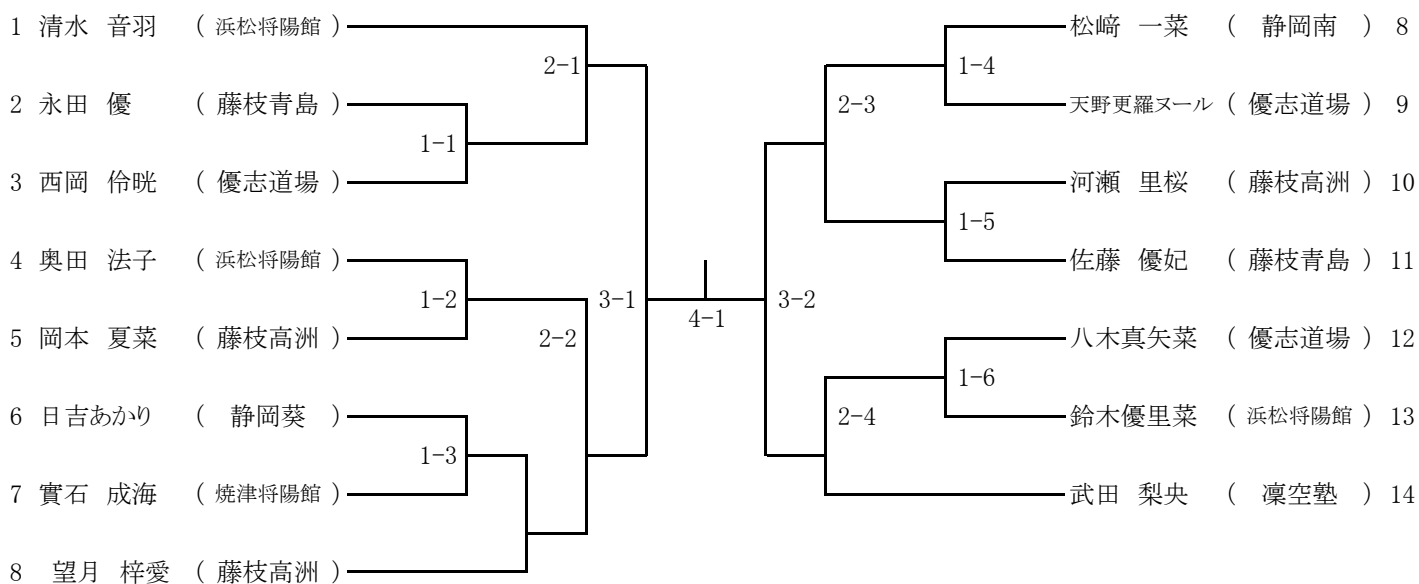 1 清水 音羽 ( 浜松将陽館 )
2 永田 優 ( 藤枝青島 )
3 西岡 伶晄 ( 優志道場 )
4 奥田 法子 ( 浜松将陽館 )
5 岡本 夏菜 ( 藤枝高洲 )
6 日吉あかり ( 静岡葵 )
7 實石 成海 ( 焼津将陽館 )
8 望月 梓愛 ( 藤枝高洲 )
2-1
1-1
1-2
2-2
1-3
3-1
4-1
3-2
2-3
1-4
1-5
1-6
2-4
松﨑 一菜 ( 静岡南 ) 8
天野更羅ヌール ( 優志道場 ) 9
河瀬 里桜 ( 藤枝高洲 ) 10
佐藤 優妃 ( 藤枝青島 ) 11
八木真矢菜 ( 優志道場 ) 12
鈴木優里菜 ( 浜松将陽館 ) 13
武田 梨央 ( 凜空塾 ) 14